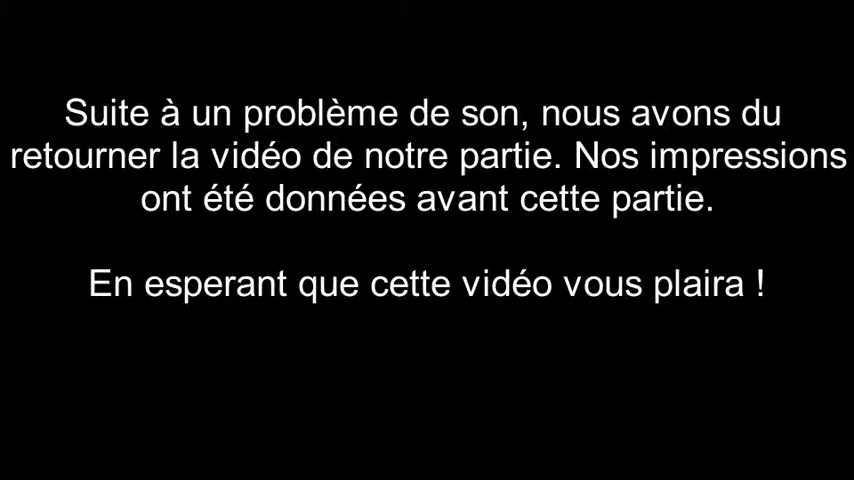 Suite à un problème de son, nous avons du
retourner la vidéo de notre partie. Nos impressions
ont été données avant cette partie.
En esperant que cette vidéo vous plaira !